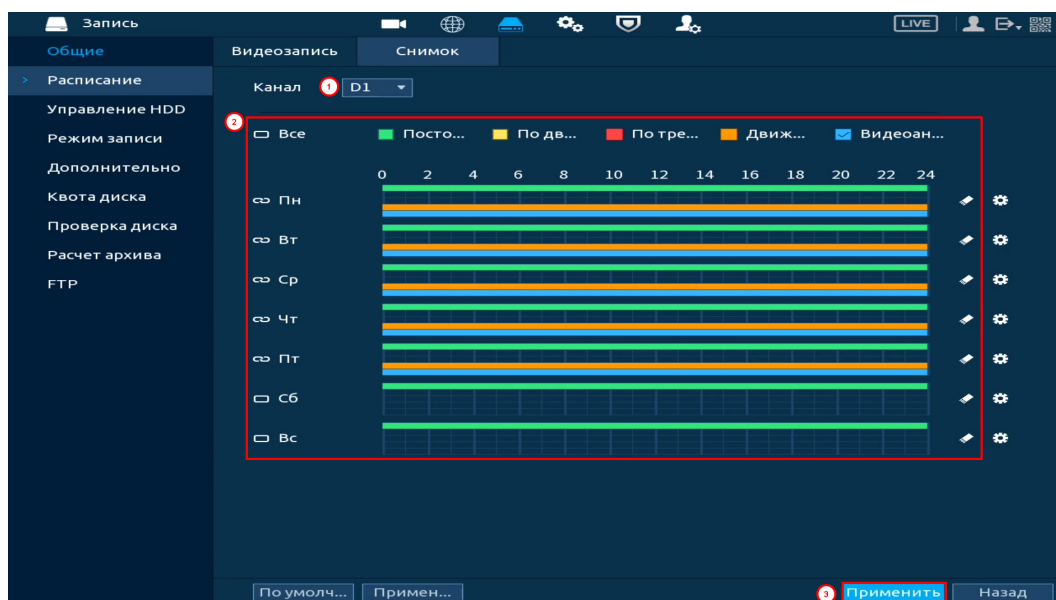 Запись
LIVE
Общие
Видеозапись Снимок
Расписание
Канал 1 D1
Управление HDD
2
Все Посто... По дв... По тре... Движ... Видеоан...
Режим записи
Дополнительно
0 2 4 6 8 10 12 14 16 18 20 22 24
Квота диска
Пн
Проверка диска
Вт
Расчет архива
FTP
Ср
Чт
Пт
Сб
Вс
По умолч... Примен... 3 Применить Назад